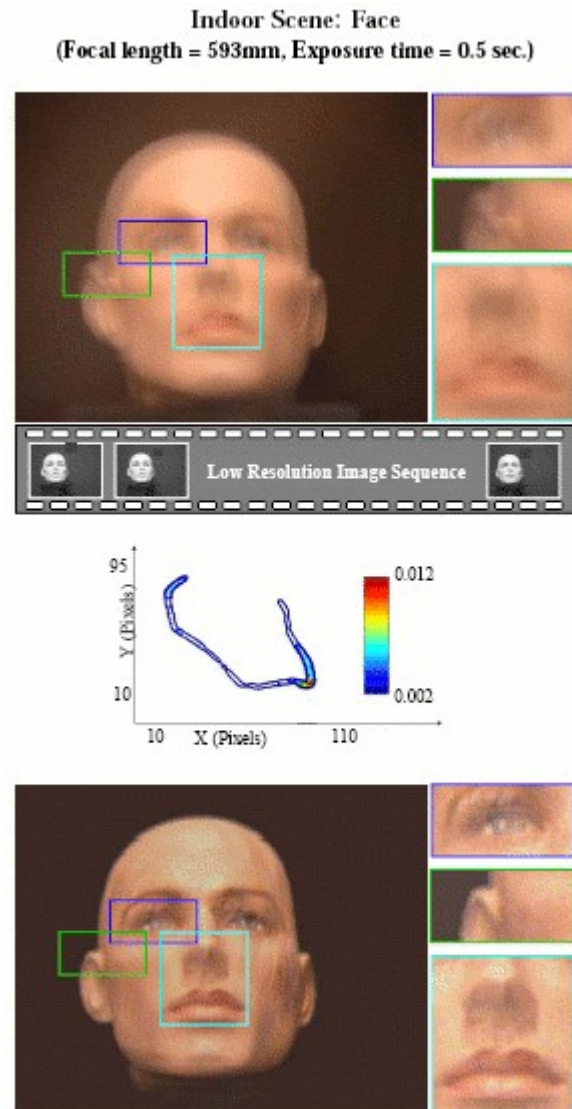 Indoor Scene: Face
(Focal length = 593mm, Exposure time = 0.5 sec.)
Low Resolution Image Sequence
95
Y (Pixels)
10
10
X (Pixels)
110
0.012
0.002